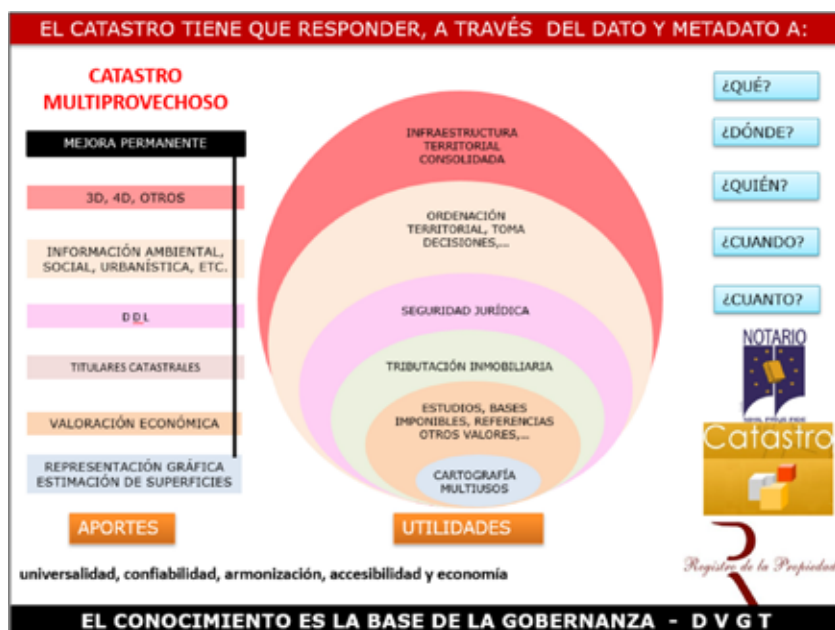 EL CATASTRO TIENE QUE RESPONDER, A TRAVÉS DEL DATO Y METADATO A:
CATASTRO
MULTIPROVECHOSO
MEJORA PERMANENTE
3D, 4D, OTROS
INFORMACIÓN AMBIENTAL,
SOCIAL, URBANÍSTICA, ETC.
D D L
TITULARES CATASTRALES
VALORACIÓN ECONÓMICA
REPRESENTACIÓN GRÁFICA
ESTIMACIÓN DE SUPERFICIES
APORTES
INFRAESTRUCTURA
TERRITORIAL
CONSOLIDADA
ORDENACIÓN
TERRITORIAL, TOMA
DECISIONES,...
SEGURIDAD JURÍDICA
TRIBUTACIÓN INMOBILIARIA
ESTUDIOS, BASES
IMPONIBLES, REFERENCIAS
OTROS VALORES,...
CARTOGRAFÍA
MULTIUSOS
UTILIDADES
¿QUÉ?
¿DÓNDE?
¿QUIÉN?
¿CUANDO?
¿CUANTO?
NOTARIO
Catastro
Registro de la Propiedad
universalidad, confiabilidad, armonización, accesibilidad y economía
EL CONOCIMIENTO ES LA BASE DE LA GOBERNANZA - D V G T